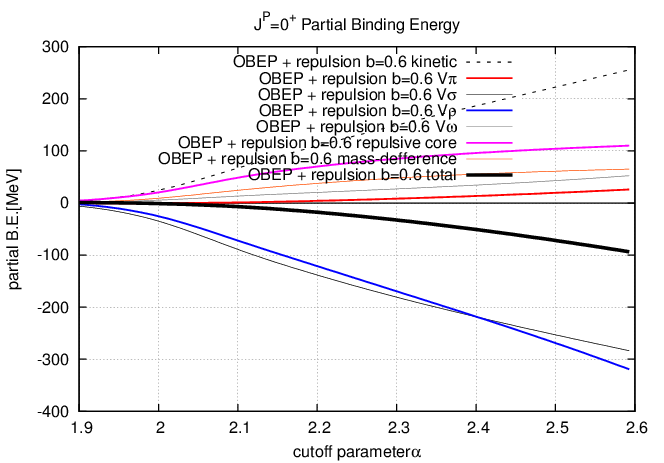 J^P=0^+ Partial Binding Energy
300
200
100
0
-100
-200
-300
-400
partial B.E.[MeV]
OBEP + repulsion b=0.6 kinetic
OBEP + repulsion b=0.6 Vπ
OBEP + repulsion b=0.6 Vσ
OBEP + repulsion b=0.6 Vρ
OBEP + repulsion b=0.6 Vω
OBEP + repulsion b=0.6 repulsive core
OBEP + repulsion b=0.6 mass defference
OBEP + repulsion b=0.6 total
1.9 2 2.1 2.2 2.3 2.4 2.5 2.6
cutoff parameterα